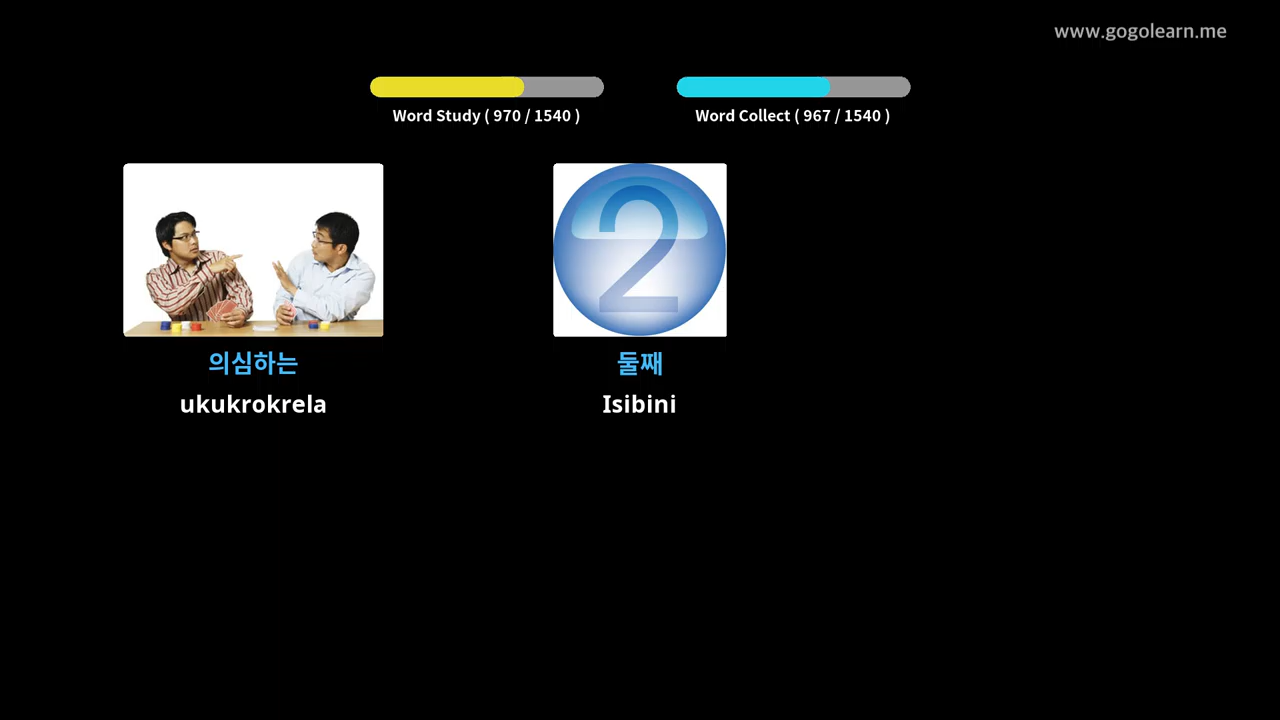 www.gogolearn.me
Word Study ( 970 / 1540 )
Word Collect ( 967 / 1540 )
2
의심하는
둘째
ukukrokrela
Isibini